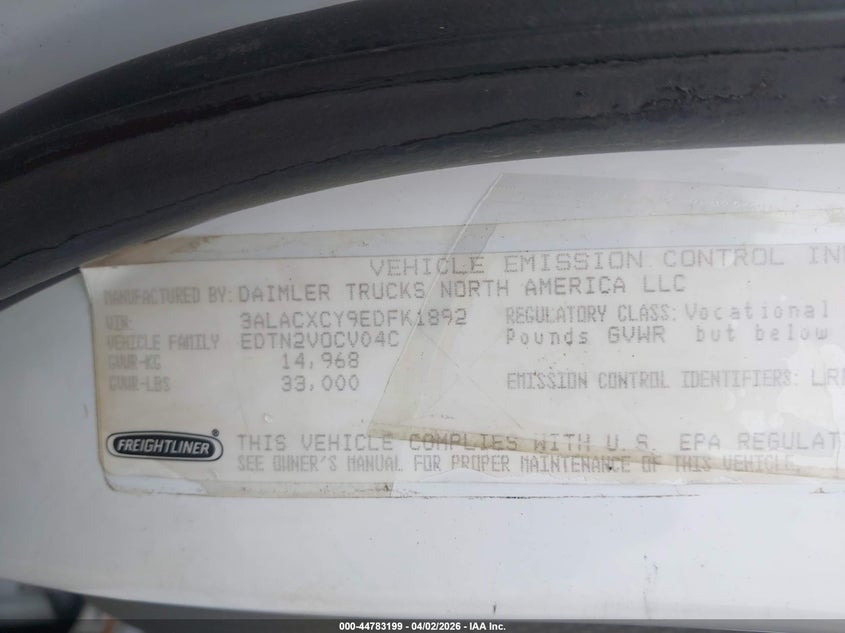 VEHICLE EMISSION CONTROL
MANUFACTURED BY: DAIMLER TRUCKS NORTH AMERICA LLC
VIN: 3ALACXCY9EDFK1892 REGULATORY CLASS: Vocational
VEHICLE FAMILY EDTN2VOCV04C Pounds GVWR but below
GVWR-KG 14,968
GVWR-LBS 33,000 EMISSION CONTROL IDENTIFIERS:
FREIGHTLINER ® THIS VEHICLE COMPLIES WITH U.S. EPA
SEE OWNER'S MANUAL FOR PROPER MAINTENANCE OF THIS VEHICLE.
000-44783199 - 04/02/2026 - IAA Inc.